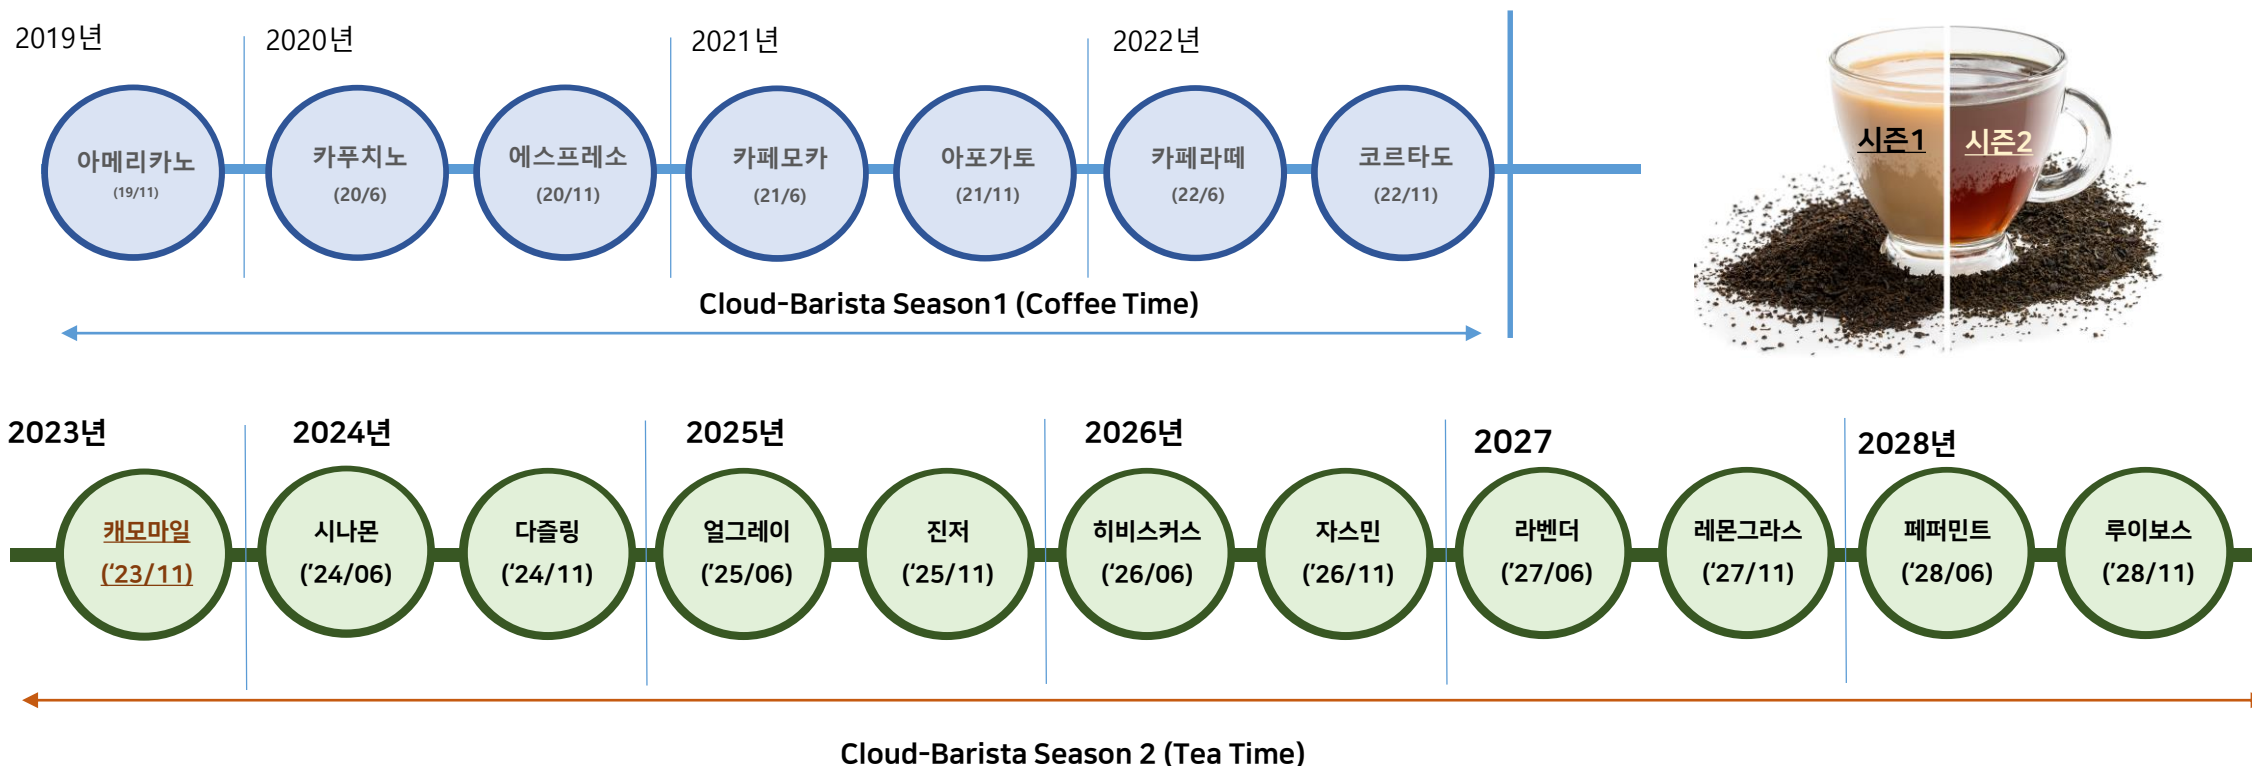 2019년
2020년
2021년
2022년
아메리카노
(19/11)
카푸치노
(20/6)
에스프레소
(20/11)
카페모카
(21/6)
아포가토
(21/11)
카페라떼
(22/6)
코르타도
(22/11)
시즌1
시즌2
Cloud-Barista Season1 (Coffee Time)
2023년
2024년
2025년
2026년
2027
2028년
캐모마일
(‘23/11)
시나몬
(’24/06)
다즐링
(‘24/11)
얼그레이
(’25/06)
진저
(‘25/11)
히비스커스
(‘26/06)
자스민
(’26/11)
라벤더
(’27/06)
레몬그라스
(‘27/11)
페퍼민트
(‘28/06)
루이보스
(’28/11)
Cloud-Barista Season 2 (Tea Time)